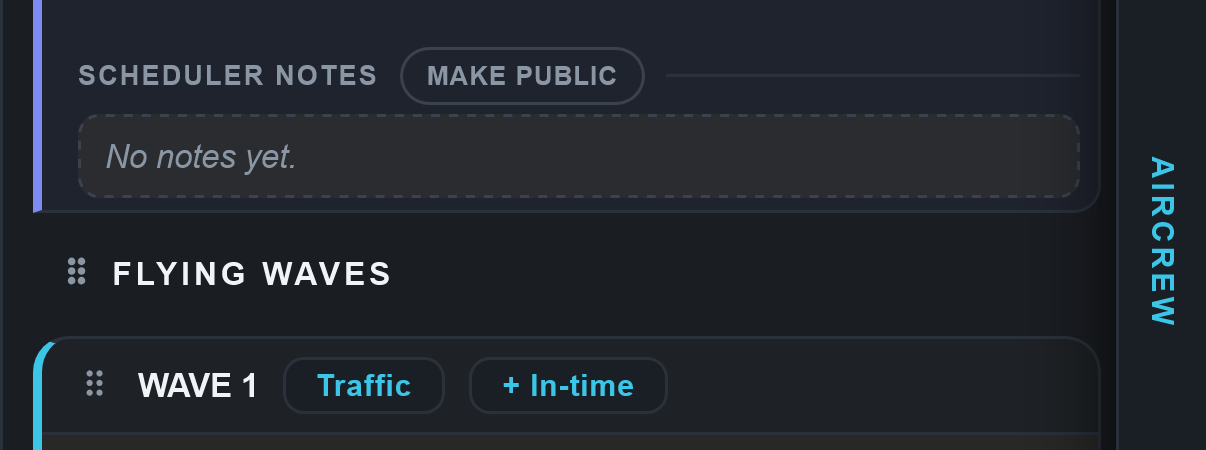 SCHEDULER NOTES MAKE PUBLIC
No notes yet.
FLYING WAVES
WAVE 1 Traffic + In-time
AIRCREW